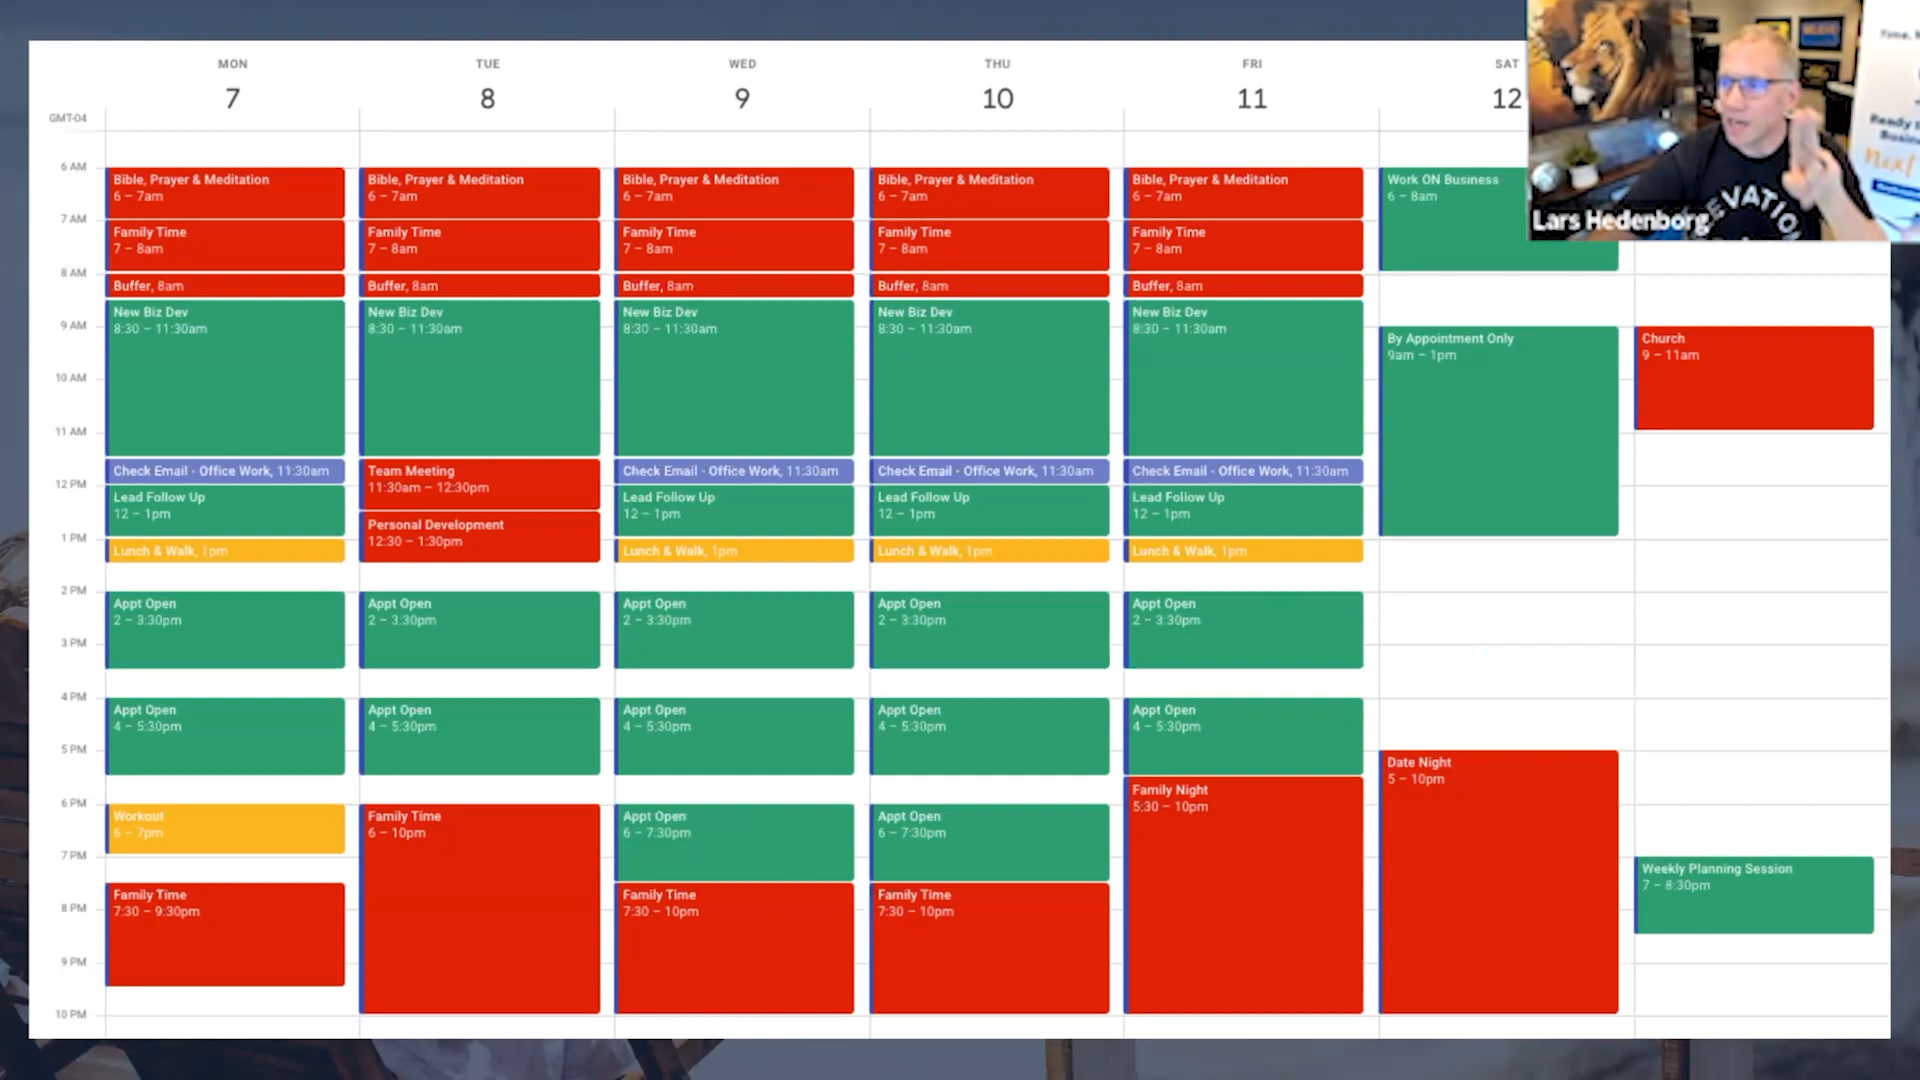 MON
7
TUE
8
WED
9
THU
10
FRI
11
SAT
12
GMT-04
6 AM
7 AM
8 AM
9 AM
10 AM
11 AM
12 PM
1 PM
2 PM
3 PM
4 PM
5 PM
6 PM
7 PM
8 PM
9 PM
10 PM
Bible, Prayer & Meditation
6 – 7am
Family Time
7 – 8am
Buffer, 8am
New Biz Dev
8:30 – 11:30am
Check Email - Office Work, 11:30am
Lead Follow Up
12 – 1pm
Lunch & Walk, 1pm
Appt Open
2 – 3:30pm
Appt Open
4 – 5:30pm
Workout
6 – 7pm
Family Time
7:30 – 9:30pm
Bible, Prayer & Meditation
6 – 7am
Family Time
7 – 8am
Buffer, 8am
New Biz Dev
8:30 – 11:30am
Team Meeting
11:30am – 12:30pm
Personal Development
12:30 – 1:30pm
Appt Open
2 – 3:30pm
Appt Open
4 – 5:30pm
Family Time
6 – 10pm
Bible, Prayer & Meditation
6 – 7am
Family Time
7 – 8am
Buffer, 8am
New Biz Dev
8:30 – 11:30am
Check Email - Office Work, 11:30am
Lead Follow Up
12 – 1pm
Lunch & Walk, 1pm
Appt Open
2 – 3:30pm
Appt Open
4 – 5:30pm
Appt Open
6 – 7:30pm
Family Time
7:30 – 10pm
Bible, Prayer & Meditation
6 – 7am
Family Time
7 – 8am
Buffer, 8am
New Biz Dev
8:30 – 11:30am
Check Email - Office Work, 11:30am
Lead Follow Up
12 – 1pm
Lunch & Walk, 1pm
Appt Open
2 – 3:30pm
Appt Open
4 – 5:30pm
Appt Open
6 – 7:30pm
Family Time
7:30 – 10pm
Bible, Prayer & Meditation
6 – 7am
Family Time
7 – 8am
Buffer, 8am
New Biz Dev
8:30 – 11:30am
Check Email - Office Work, 11:30am
Lead Follow Up
12 – 1pm
Lunch & Walk, 1pm
Appt Open
2 – 3:30pm
Appt Open
4 – 5:30pm
Family Night
5:30 – 10pm
Work ON Business
6 – 8am
By Appointment Only
9am – 1pm
Date Night
5 – 10pm
Church
9 – 11am
Weekly Planning Session
7 – 8:30pm
Lars Hedenborg
EVATIO
Time,
Ready
Next